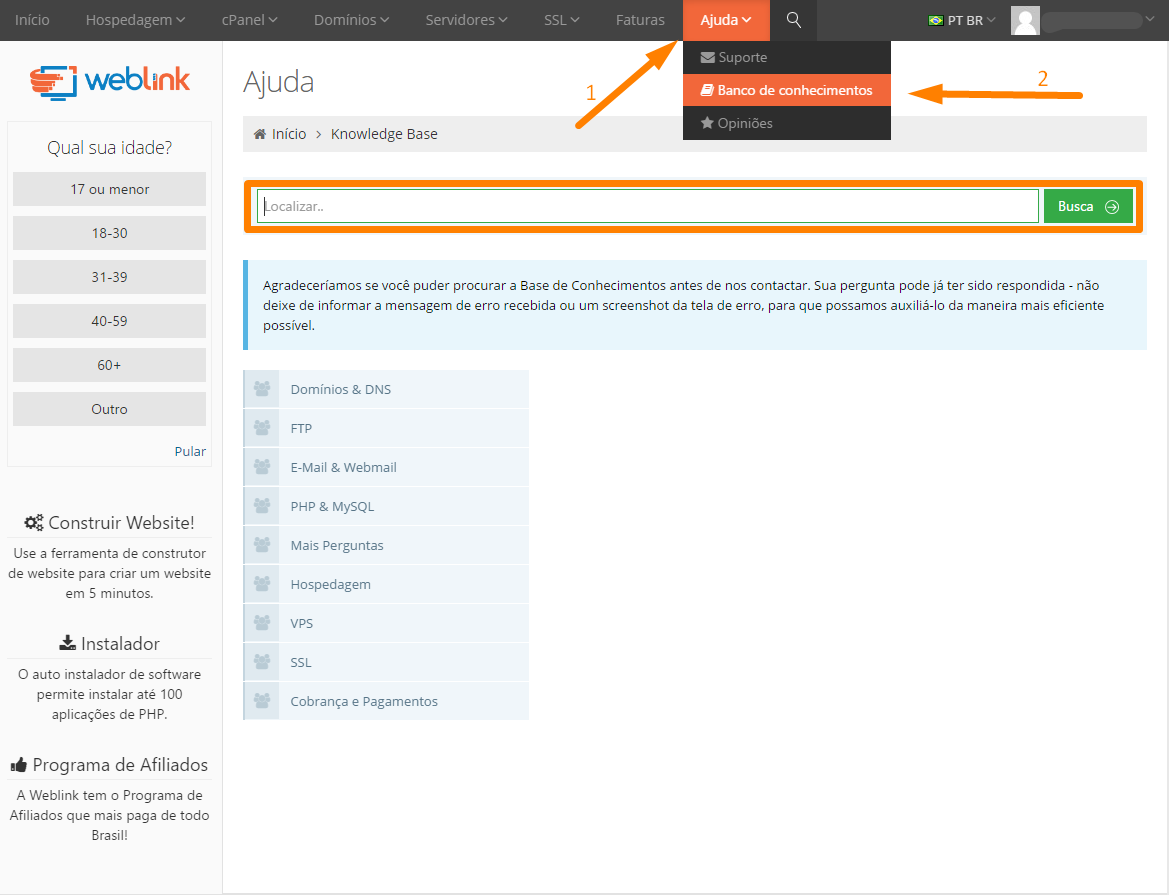 Início Hospedagem cPanel Domínios Servidores SSL Faturas Ajuda PT BR
Suporte
Banco de conhecimentos
Opiniões
1
2
weblink
Qual sua idade?
17 ou menor
18-30
31-39
40-59
60+
Outro
Pular
Construir Website!
Use a ferramenta de construtor
de website para criar um website
em 5 minutos.
Instalador
O auto instalador de software
permite instalar até 100
aplicações de PHP.
Programa de Afiliados
A Weblink tem o Programa de
Afiliados que mais paga de todo
Brasil!
Ajuda
Início > Knowledge Base
Localizar..
Busca
Agradeceríamos se você puder procurar a Base de Conhecimentos antes de nos contactar. Sua pergunta pode já ter sido respondida - não
deixe de informar a mensagem de erro recebida ou um screenshot da tela de erro, para que possamos auxiliá-lo da maneira mais eficiente
possível.
Domínios & DNS
FTP
E-Mail & Webmail
PHP & MySQL
Mais Perguntas
Hospedagem
VPS
SSL
Cobrança e Pagamentos